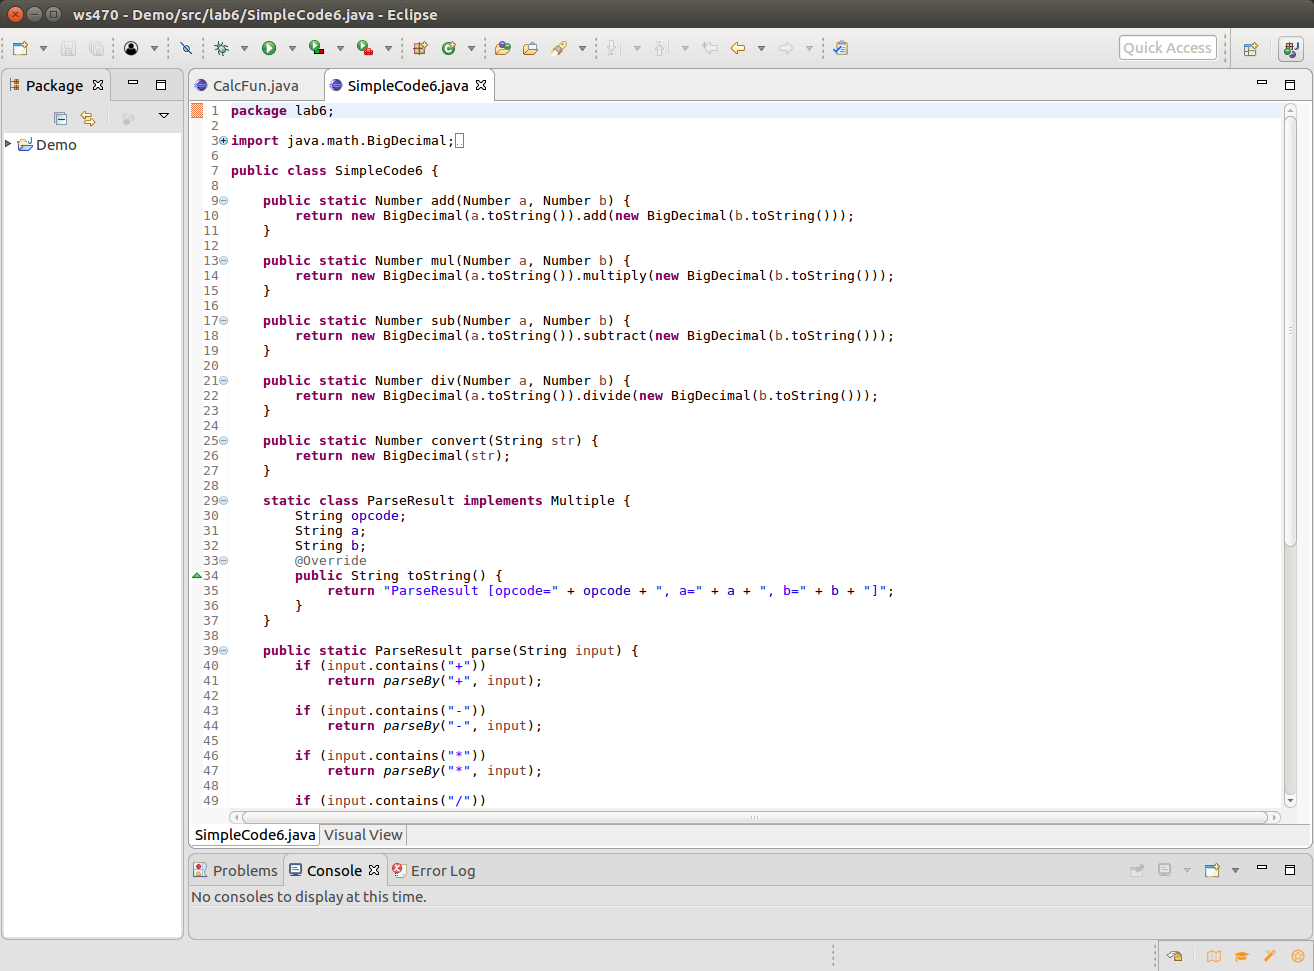 ws470 - Demo/src/lab6/SimpleCode6.java - Eclipse
Quick Access
Package
Demo
CalcFun.java
SimpleCode6.java
1 package lab6;
2
3 import java.math.BigDecimal;
6
7 public class SimpleCode6 {
8
9     public static Number add(Number a, Number b) {
10         return new BigDecimal(a.toString()).add(new BigDecimal(b.toString()));
11     }
12
13     public static Number mul(Number a, Number b) {
14         return new BigDecimal(a.toString()).multiply(new BigDecimal(b.toString()));
15     }
16
17     public static Number sub(Number a, Number b) {
18         return new BigDecimal(a.toString()).subtract(new BigDecimal(b.toString()));
19     }
20
21     public static Number div(Number a, Number b) {
22         return new BigDecimal(a.toString()).divide(new BigDecimal(b.toString()));
23     }
24
25     public static Number convert(String str) {
26         return new BigDecimal(str);
27     }
28
29     static class ParseResult implements Multiple {
30         String opcode;
31         String a;
32         String b;
33         @Override
34         public String toString() {
35             return "ParseResult [opcode=" + opcode + ", a=" + a + ", b=" + b + "]";
36         }
37     }
38
39     public static ParseResult parse(String input) {
40         if (input.contains("+"))
41             return parseBy("+", input);
42
43         if (input.contains("-"))
44             return parseBy("-", input);
45
46         if (input.contains("*"))
47             return parseBy("*", input);
48
49         if (input.contains("/"))
SimpleCode6.java
Visual View
Problems
Console
Error Log
No consoles to display at this time.